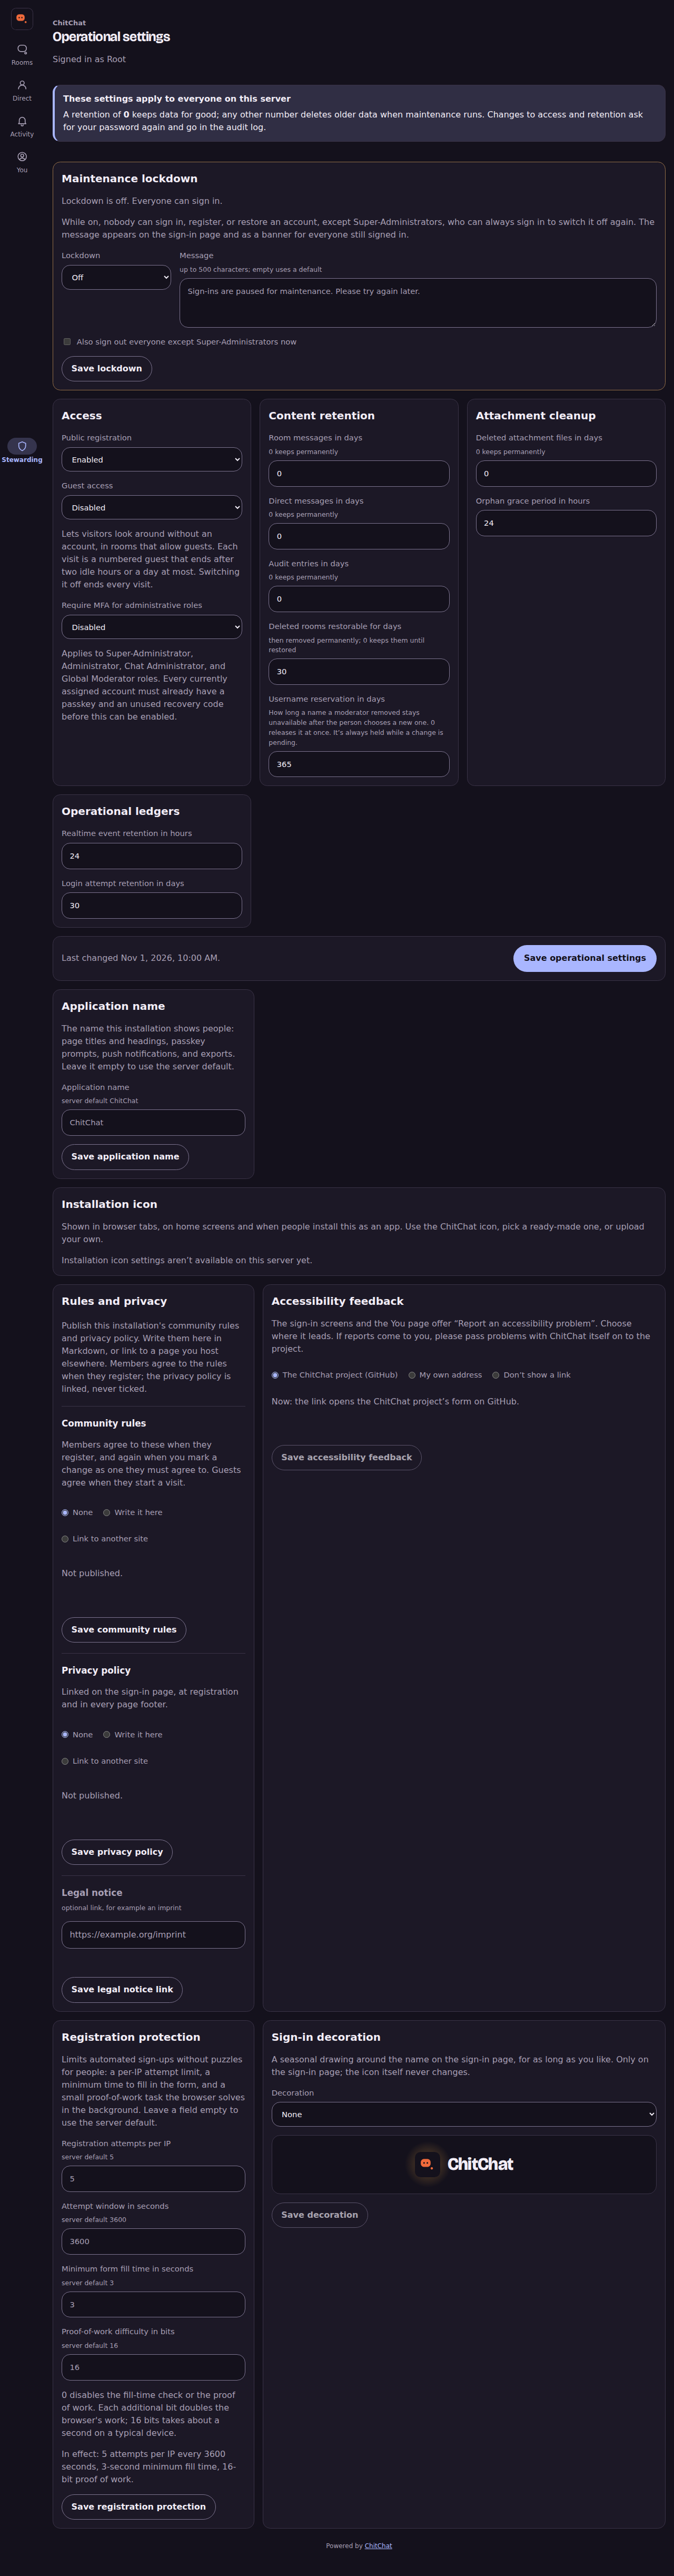 ChitChat
Operational settings
Signed in as Root
Rooms
Direct
Activity
You
Stewarding
These settings apply to everyone on this server
A retention of 0 keeps data for good; any other number deletes older data when maintenance runs. Changes to access and retention ask
for your password again and go in the audit log.
Maintenance lockdown
Lockdown is off. Everyone can sign in.
While on, nobody can sign in, register, or restore an account, except Super-Administrators, who can always sign in to switch it off again. The
message appears on the sign-in page and as a banner for everyone still signed in.
Lockdown
Off
Message
up to 500 characters; empty uses a default
Sign-ins are paused for maintenance. Please try again later.
Also sign out everyone except Super-Administrators now
Save lockdown
Access
Public registration
Enabled
Guest access
Disabled
Lets visitors look around without an
account, in rooms that allow guests. Each
visit is a numbered guest that ends after
two idle hours or a day at most. Switching
it off ends every visit.
Require MFA for administrative roles
Disabled
Applies to Super-Administrator,
Administrator, Chat Administrator, and
Global Moderator roles. Every currently
assigned account must already have a
passkey and an unused recovery code
before this can be enabled.
Content retention
Room messages in days
0 keeps permanently
0
Direct messages in days
0 keeps permanently
0
Audit entries in days
0 keeps permanently
0
Deleted rooms restorable for days
then removed permanently; 0 keeps them until
restored
30
Username reservation in days
How long a name a moderator removed stays
unavailable after the person chooses a new one. 0
releases it at once. It’s always held while a change is
pending.
365
Attachment cleanup
Deleted attachment files in days
0 keeps permanently
0
Orphan grace period in hours
24
Operational ledgers
Realtime event retention in hours
24
Login attempt retention in days
30
Last changed Nov 1, 2026, 10:00 AM.
Save operational settings
Application name
The name this installation shows people:
page titles and headings, passkey
prompts, push notifications, and exports.
Leave it empty to use the server default.
Application name
server default ChitChat
ChitChat
Save application name
Installation icon
Shown in browser tabs, on home screens and when people install this as an app. Use the ChitChat icon, pick a ready-made one, or upload
your own.
Installation icon settings aren’t available on this server yet.
Rules and privacy
Publish this installation's community rules
and privacy policy. Write them here in
Markdown, or link to a page you host
elsewhere. Members agree to the rules
when they register; the privacy policy is
linked, never ticked.
Community rules
Members agree to these when they
register, and again when you mark a
change as one they must agree to. Guests
agree when they start a visit.
None
Write it here
Link to another site
Not published.
Save community rules
Privacy policy
Linked on the sign-in page, at registration
and in every page footer.
None
Write it here
Link to another site
Not published.
Save privacy policy
Legal notice
optional link, for example an imprint
https://example.org/imprint
Save legal notice link
Accessibility feedback
The sign-in screens and the You page offer “Report an accessibility problem”. Choose
where it leads. If reports come to you, please pass problems with ChitChat itself on to the
project.
The ChitChat project (GitHub)
My own address
Don’t show a link
Now: the link opens the ChitChat project’s form on GitHub.
Save accessibility feedback
Registration protection
Limits automated sign-ups without puzzles
for people: a per-IP attempt limit, a
minimum time to fill in the form, and a
small proof-of-work task the browser solves
in the background. Leave a field empty to
use the server default.
Registration attempts per IP
server default 5
5
Attempt window in seconds
server default 3600
3600
Minimum form fill time in seconds
server default 3
3
Proof-of-work difficulty in bits
server default 16
16
0 disables the fill-time check or the proof
of work. Each additional bit doubles the
browser's work; 16 bits takes about a
second on a typical device.
In effect: 5 attempts per IP every 3600
seconds, 3-second minimum fill time, 16-
bit proof of work.
Save registration protection
Sign-in decoration
A seasonal drawing around the name on the sign-in page, for as long as you like. Only on
the sign-in page; the icon itself never changes.
Decoration
None
ChitChat
Save decoration
Powered by ChitChat